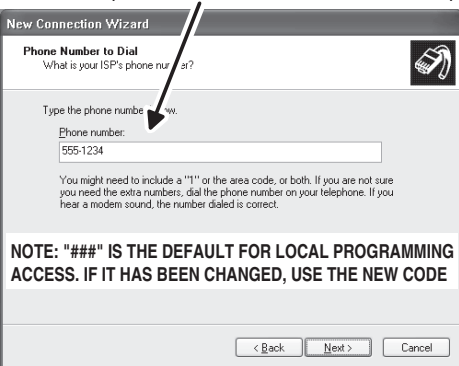 New Connection Wizard
Phone Number to Dial
What is your ISP's phone number?
Type the phone number below.
Phone number:
555-1234
You might need to include a "1" or the area code, or both. If you are not sure
you need the extra numbers, dial the phone number on your telephone. If you
hear a modem sound, the number dialed is correct.
NOTE: "###" IS THE DEFAULT FOR LOCAL PROGRAMMING
ACCESS. IF IT HAS BEEN CHANGED, USE THE NEW CODE
< Back Next > Cancel